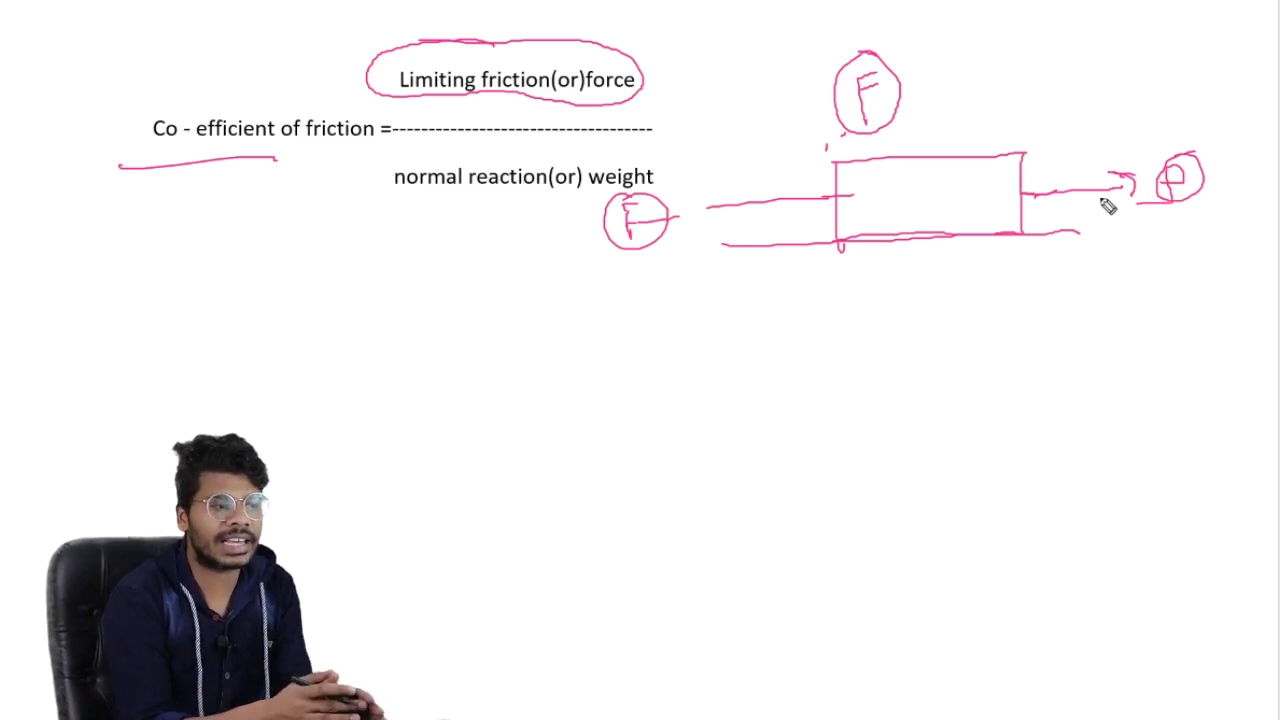 Limiting friction(or)force
Co - efficient of friction =------------------------------------
normal reaction(or) weight
F
F
P